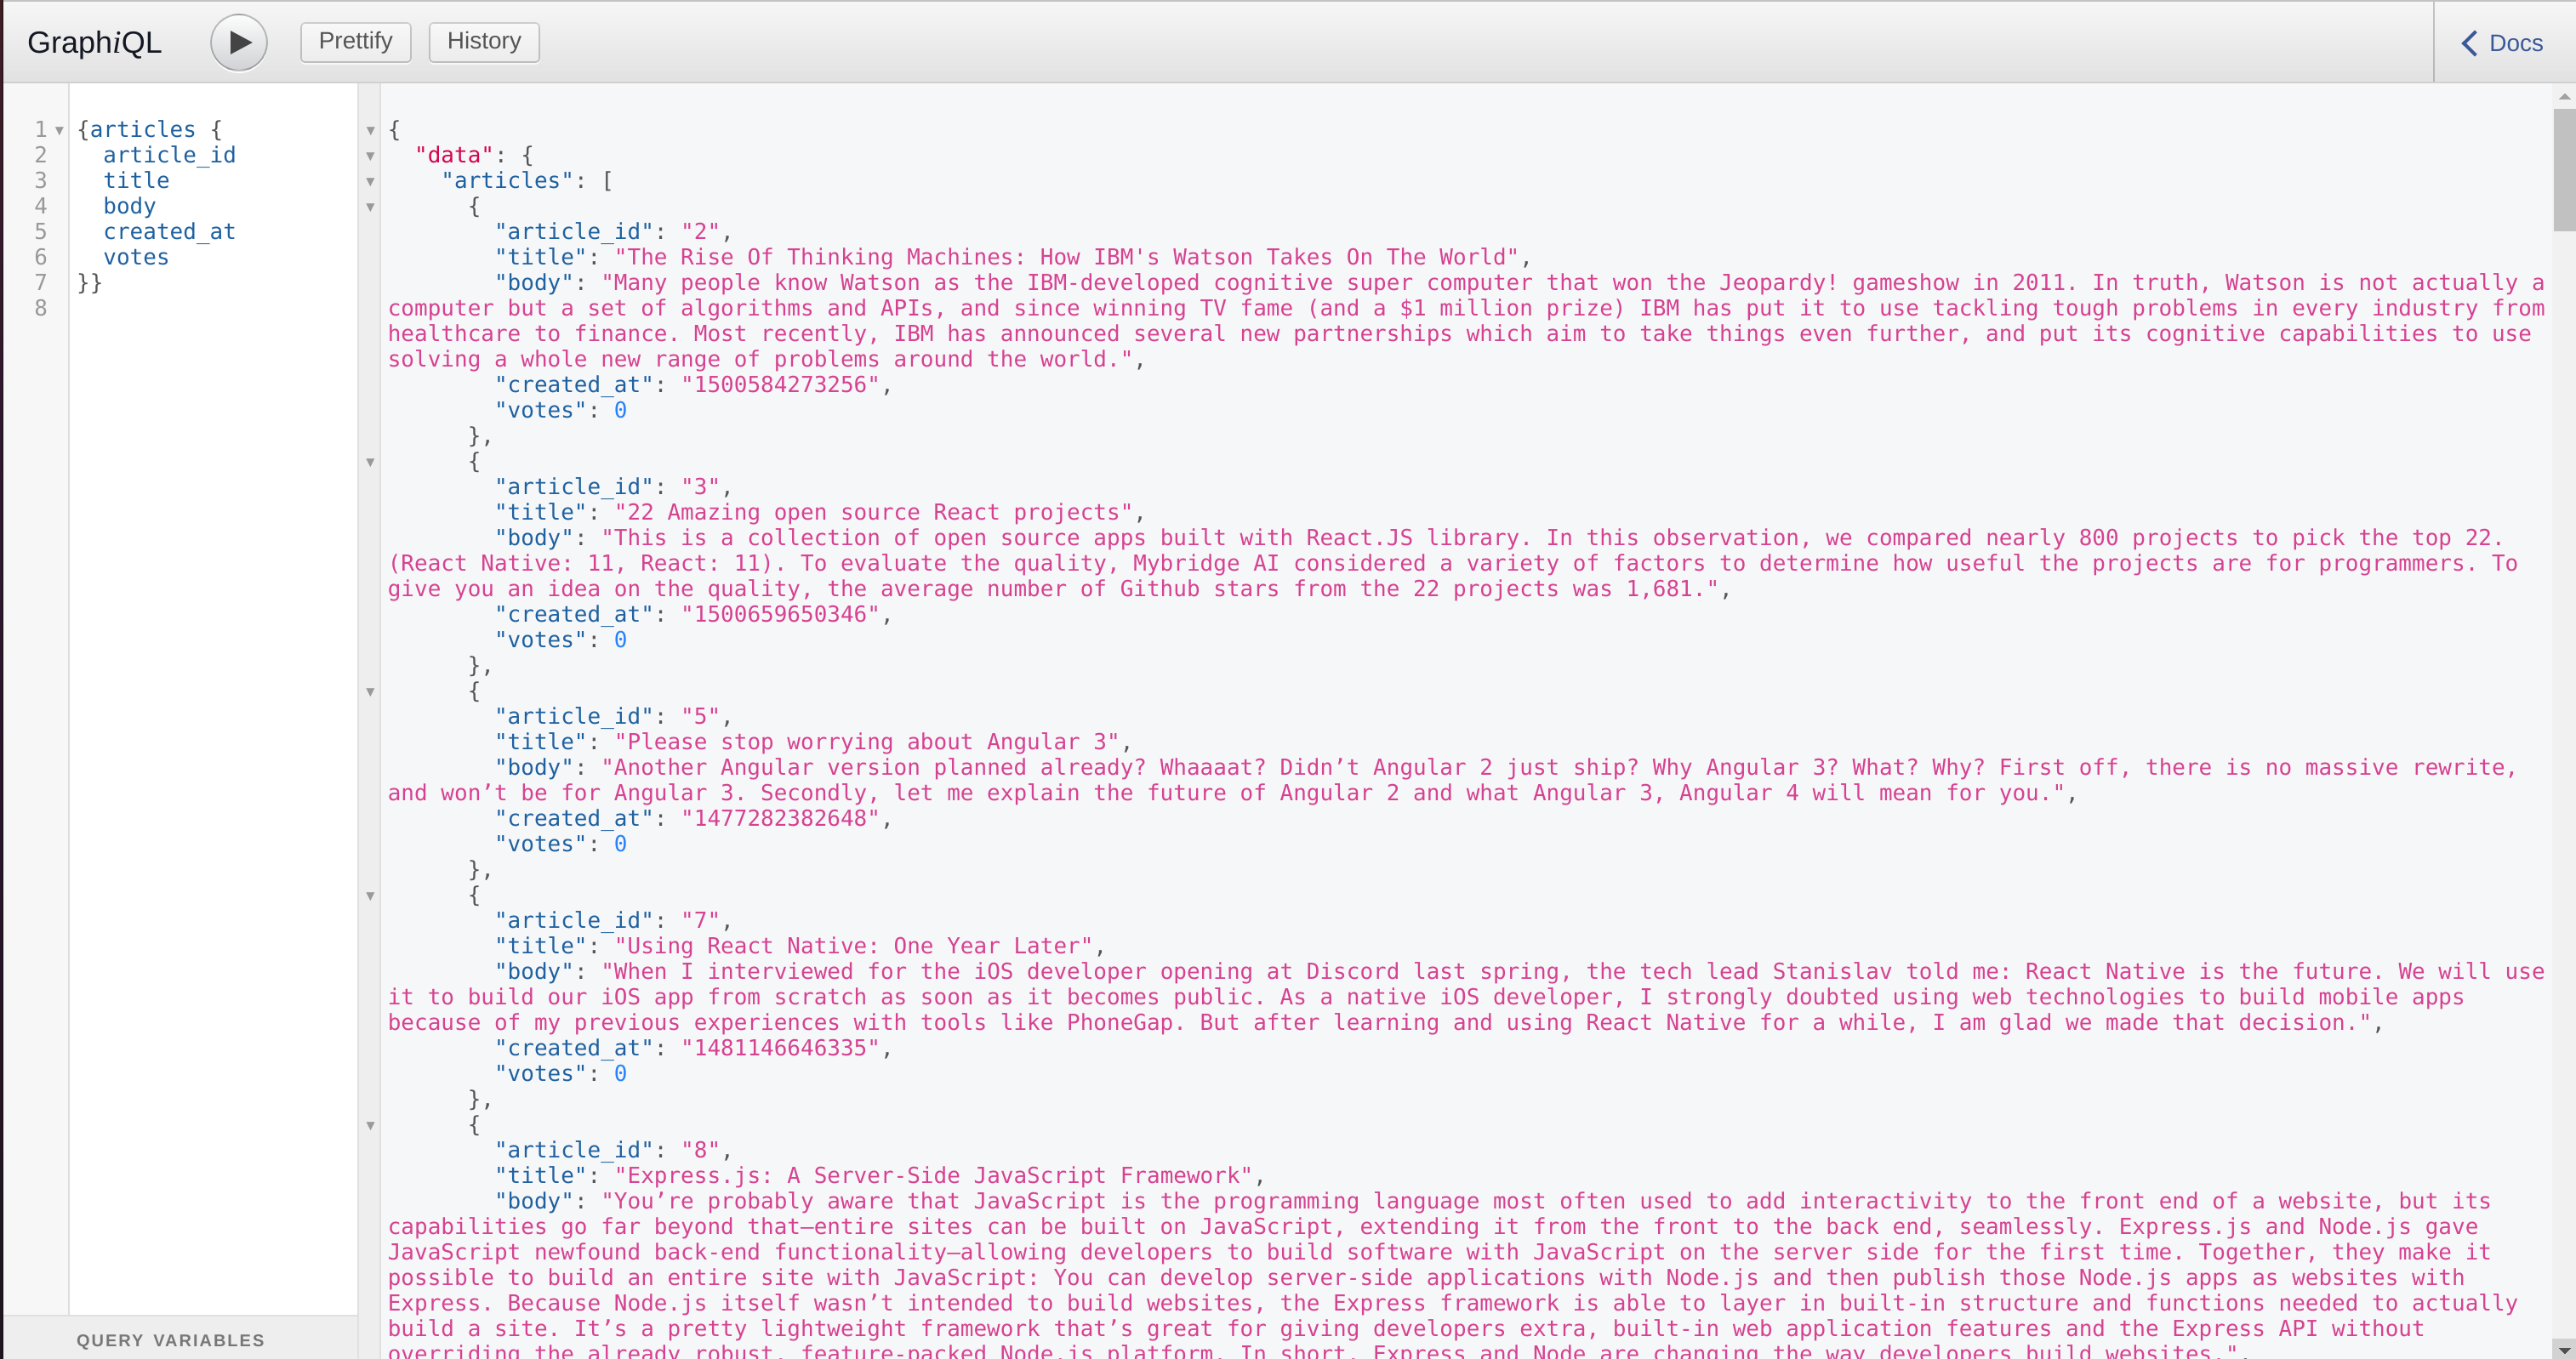 GraphiQL
Prettify
History
Docs
1 {articles {
2   article_id
3   title
4   body
5   created_at
6   votes
7 }}
8
{
  "data": {
    "articles": [
      {
        "article_id": "2",
        "title": "The Rise Of Thinking Machines: How IBM's Watson Takes On The World",
        "body": "Many people know Watson as the IBM-developed cognitive super computer that won the Jeopardy! gameshow in 2011. In truth, Watson is not actually a
computer but a set of algorithms and APIs, and since winning TV fame (and a $1 million prize) IBM has put it to use tackling tough problems in every industry from
healthcare to finance. Most recently, IBM has announced several new partnerships which aim to take things even further, and put its cognitive capabilities to use
solving a whole new range of problems around the world.",
        "created_at": "1500584273256",
        "votes": 0
      },
      {
        "article_id": "3",
        "title": "22 Amazing open source React projects",
        "body": "This is a collection of open source apps built with React.JS library. In this observation, we compared nearly 800 projects to pick the top 22.
(React Native: 11, React: 11). To evaluate the quality, Mybridge AI considered a variety of factors to determine how useful the projects are for programmers. To
give you an idea on the quality, the average number of Github stars from the 22 projects was 1,681.",
        "created_at": "1500659650346",
        "votes": 0
      },
      {
        "article_id": "5",
        "title": "Please stop worrying about Angular 3",
        "body": "Another Angular version planned already? Whaaaat? Didn’t Angular 2 just ship? Why Angular 3? What? Why? First off, there is no massive rewrite,
and won’t be for Angular 3. Secondly, let me explain the future of Angular 2 and what Angular 3, Angular 4 will mean for you.",
        "created_at": "1477282382648",
        "votes": 0
      },
      {
        "article_id": "7",
        "title": "Using React Native: One Year Later",
        "body": "When I interviewed for the iOS developer opening at Discord last spring, the tech lead Stanislav told me: React Native is the future. We will use
it to build our iOS app from scratch as soon as it becomes public. As a native iOS developer, I strongly doubted using web technologies to build mobile apps
because of my previous experiences with tools like PhoneGap. But after learning and using React Native for a while, I am glad we made that decision.",
        "created_at": "1481146646335",
        "votes": 0
      },
      {
        "article_id": "8",
        "title": "Express.js: A Server-Side JavaScript Framework",
        "body": "You’re probably aware that JavaScript is the programming language most often used to add interactivity to the front end of a website, but its
capabilities go far beyond that—entire sites can be built on JavaScript, extending it from the front to the back end, seamlessly. Express.js and Node.js gave
JavaScript newfound back-end functionality—allowing developers to build software with JavaScript on the server side for the first time. Together, they make it
possible to build an entire site with JavaScript: You can develop server-side applications with Node.js and then publish those Node.js apps as websites with
Express. Because Node.js itself wasn’t intended to build websites, the Express framework is able to layer in built-in structure and functions needed to actually
build a site. It’s a pretty lightweight framework that’s great for giving developers extra, built-in web application features and the Express API without
overriding the already robust, feature-packed Node.js platform. In short, Express and Node are changing the way developers build websites.",
QUERY VARIABLES